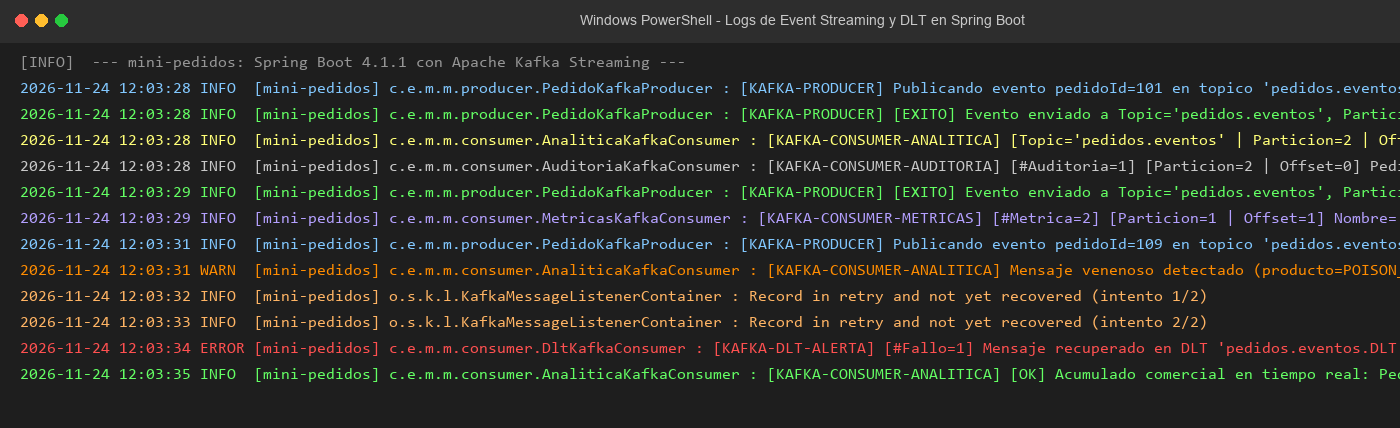 Windows PowerShell - Logs de Event Streaming y DLT en Spring Boot
[INFO]  --- mini-pedidos: Spring Boot 4.1.1 con Apache Kafka Streaming ---
2026-11-24 12:03:28 INFO  [mini-pedidos] c.e.m.m.producer.PedidoKafkaProducer : [KAFKA-PRODUCER] Publicando evento pedidoId=101 en topico 'pedidos.eventos
2026-11-24 12:03:28 INFO  [mini-pedidos] c.e.m.m.producer.PedidoKafkaProducer : [KAFKA-PRODUCER] [EXITO] Evento enviado a Topic='pedidos.eventos', Partici
2026-11-24 12:03:28 INFO  [mini-pedidos] c.e.m.m.consumer.AnaliticaKafkaConsumer : [KAFKA-CONSUMER-ANALITICA] [Topic='pedidos.eventos' | Particion=2 | Off
2026-11-24 12:03:28 INFO  [mini-pedidos] c.e.m.m.consumer.AuditoriaKafkaConsumer : [KAFKA-CONSUMER-AUDITORIA] [#Auditoria=1] [Particion=2 | Offset=0] Pedi
2026-11-24 12:03:29 INFO  [mini-pedidos] c.e.m.m.producer.PedidoKafkaProducer : [KAFKA-PRODUCER] [EXITO] Evento enviado a Topic='pedidos.eventos', Partici
2026-11-24 12:03:29 INFO  [mini-pedidos] c.e.m.m.consumer.MetricasKafkaConsumer : [KAFKA-CONSUMER-METRICAS] [#Metrica=2] [Particion=1 | Offset=1] Nombre=
2026-11-24 12:03:31 INFO  [mini-pedidos] c.e.m.m.producer.PedidoKafkaProducer : [KAFKA-PRODUCER] Publicando evento pedidoId=109 en topico 'pedidos.eventos
2026-11-24 12:03:31 WARN  [mini-pedidos] c.e.m.m.consumer.AnaliticaKafkaConsumer : [KAFKA-CONSUMER-ANALITICA] Mensaje venenoso detectado (producto=POISON_
2026-11-24 12:03:32 INFO  [mini-pedidos] o.s.k.l.KafkaMessageListenerContainer : Record in retry and not yet recovered (intento 1/2)
2026-11-24 12:03:33 INFO  [mini-pedidos] o.s.k.l.KafkaMessageListenerContainer : Record in retry and not yet recovered (intento 2/2)
2026-11-24 12:03:34 ERROR [mini-pedidos] c.e.m.m.consumer.DltKafkaConsumer : [KAFKA-DLT-ALERTA] [#Fallo=1] Mensaje recuperado en DLT 'pedidos.eventos.DLT
2026-11-24 12:03:35 INFO  [mini-pedidos] c.e.m.m.consumer.AnaliticaKafkaConsumer : [KAFKA-CONSUMER-ANALITICA] [OK] Acumulado comercial en tiempo real: Ped